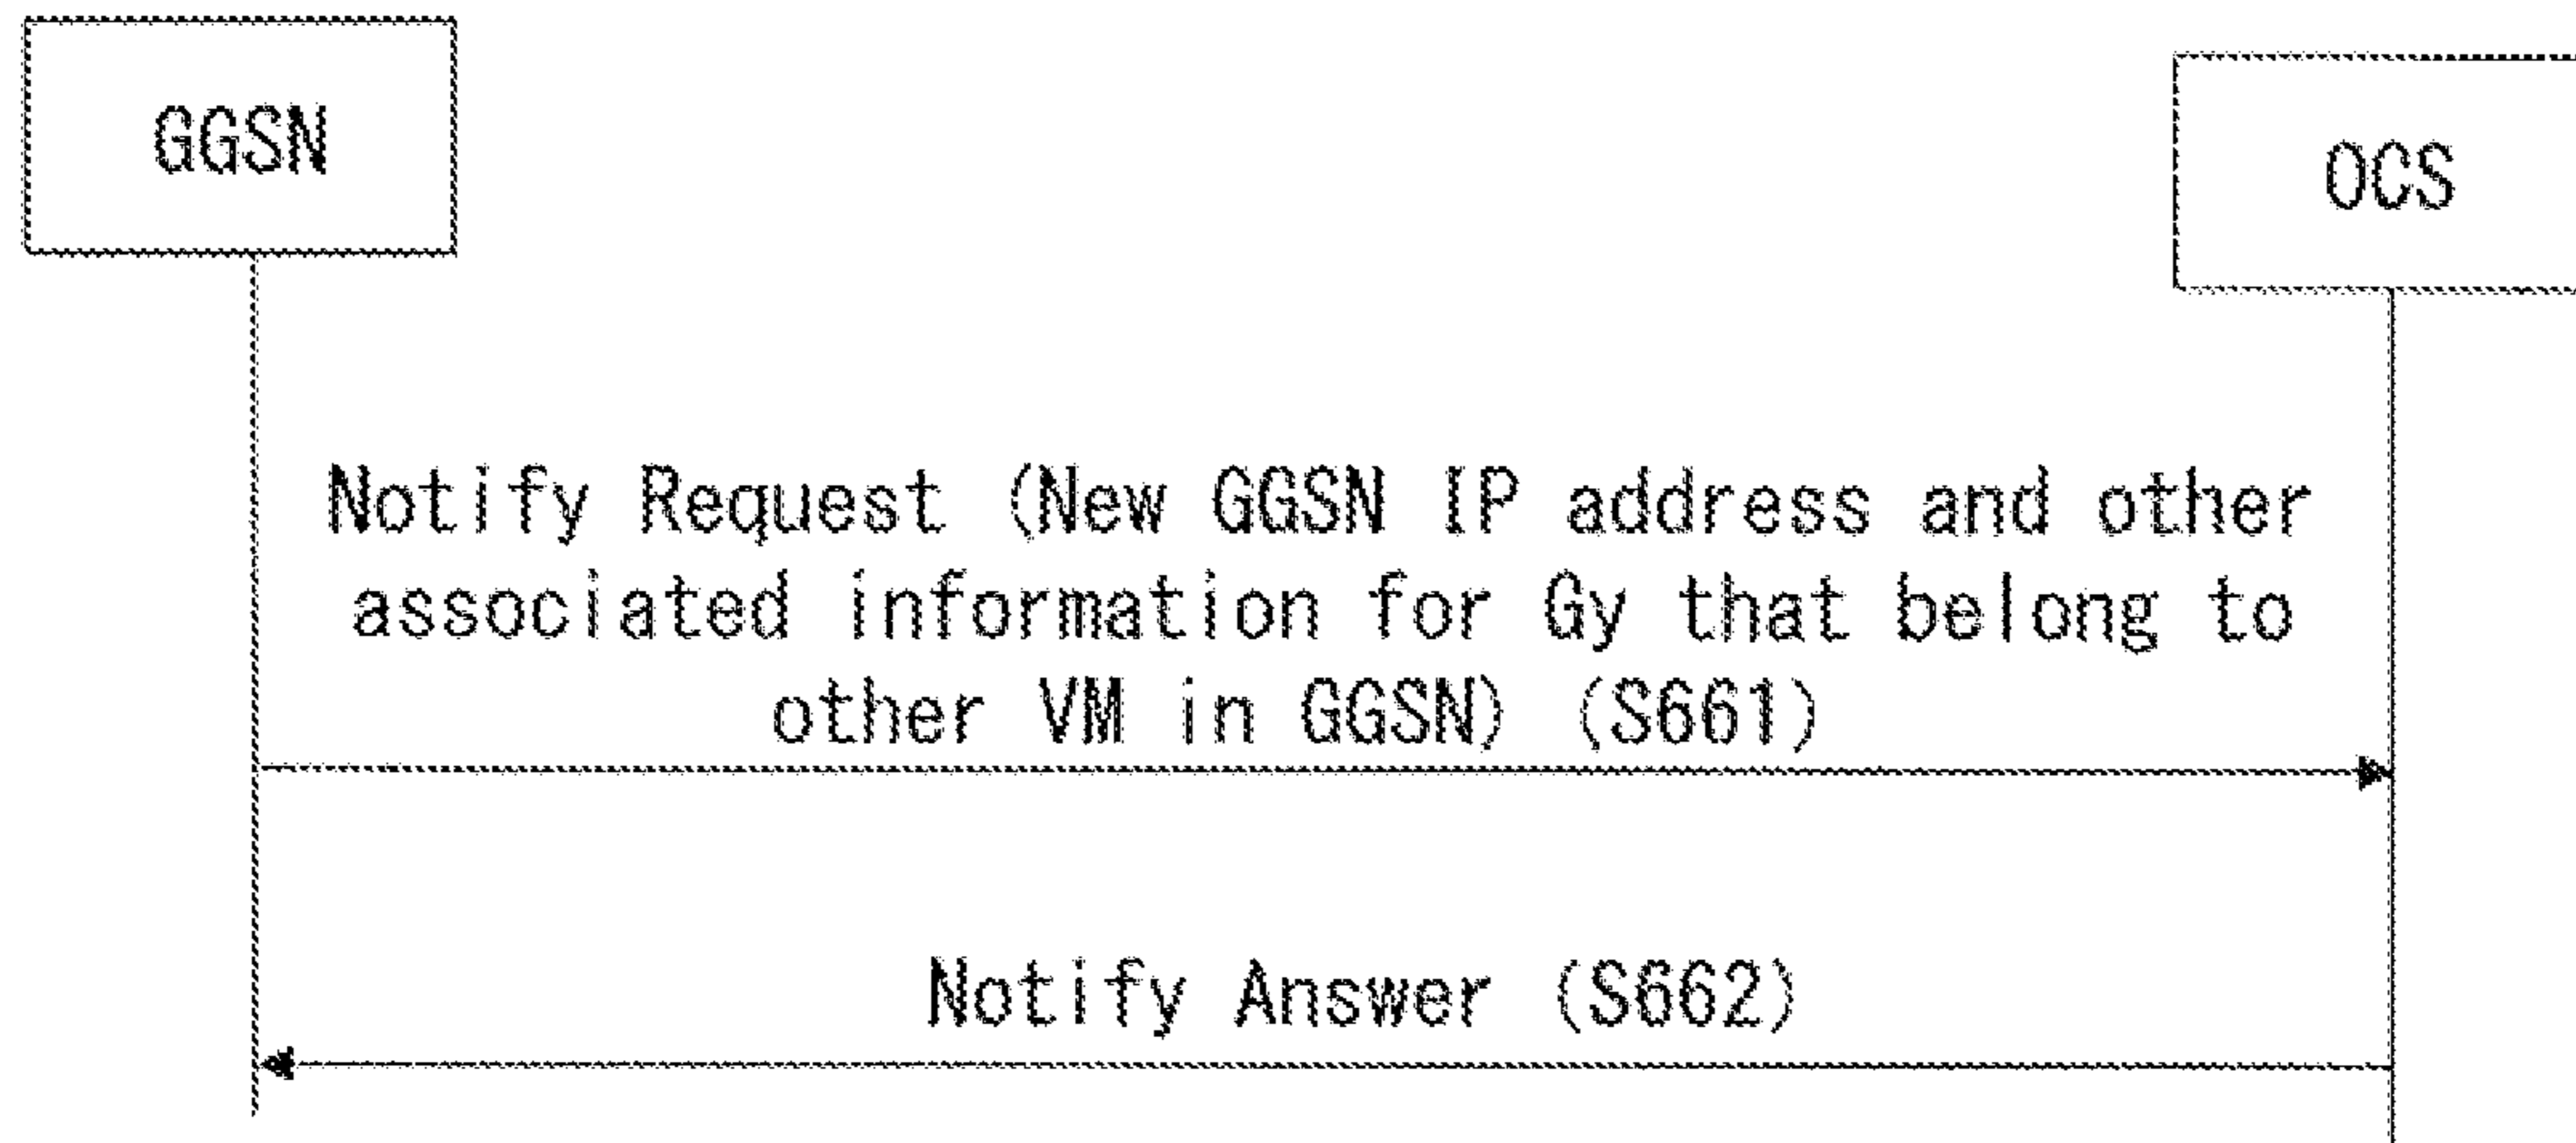 GGSN
OCS
Notify Request (New GGSN IP address and other
associated information for Gy that belong to
other VM in GGSN) (S661)
Notify Answer (S662)